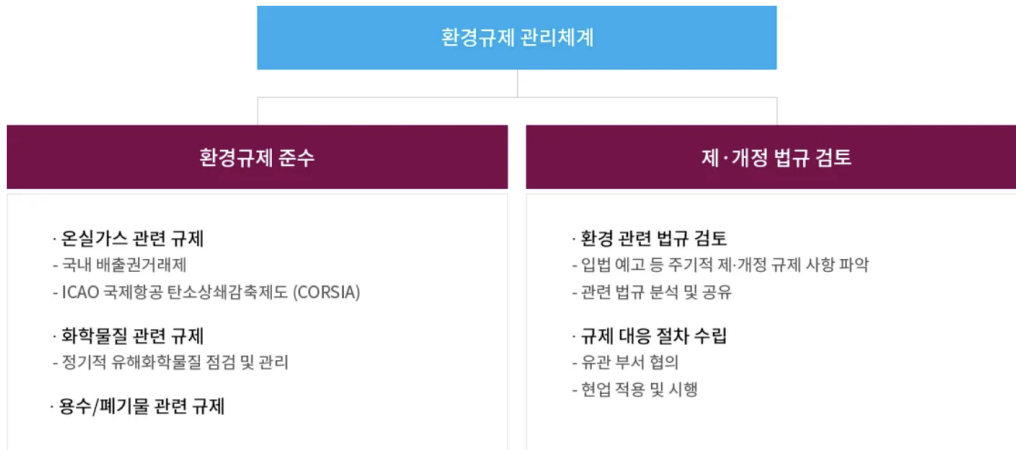 환경규제 관리체계
환경규제 준수
· 온실가스 관련 규제
- 국내 배출권거래제
- ICAO 국제항공 탄소상쇄감축제도 (CORSIA)
· 화학물질 관련 규제
- 정기적 유해화학물질 점검 및 관리
· 용수/폐기물 관련 규제
제·개정 법규 검토
· 환경 관련 법규 검토
- 입법 예고 등 주기적 제·개정 규제 사항 파악
- 관련 법규 분석 및 공유
· 규제 대응 절차 수립
- 유관 부서 협의
- 현업 적용 및 시행